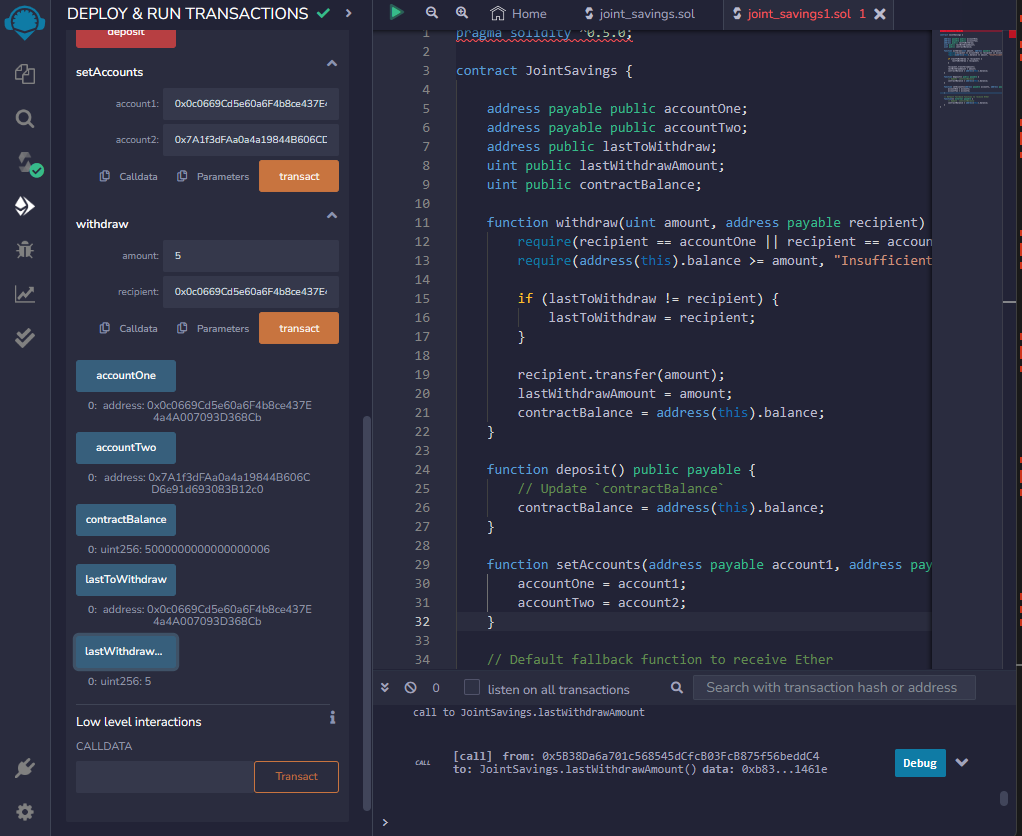 DEPLOY & RUN TRANSACTIONS
deposit
setAccounts
account1: 0x0c0669Cd5e60a6F4b8ce437E
account2: 0x7A1f3dFAa0a4a19844B606CD
Calldata Parameters transact
withdraw
amount: 5
recipient: 0x0c0669Cd5e60a6F4b8ce437E
Calldata Parameters transact
accountOne
0: address: 0x0c0669Cd5e60a6F4b8ce437E
4a4A007093D368Cb
accountTwo
0: address: 0x7A1f3dFAa0a4a19844B606C
D6e91d693083B12c0
contractBalance
0: uint256: 5000000000000000006
lastToWithdraw
0: address: 0x0c0669Cd5e60a6F4b8ce437E
4a4A007093D368Cb
lastWithdraw...
0: uint256: 5
Low level interactions
CALLDATA
Transact
Home joint_savings.sol joint_savings1.sol 1
1 pragma solidity ^0.5.0;
2
3 contract JointSavings {
4
5 address payable public accountOne;
6 address payable public accountTwo;
7 address public lastToWithdraw;
8 uint public lastWithdrawAmount;
9 uint public contractBalance;
10
11 function withdraw(uint amount, address payable recipient)
12 require(recipient == accountOne || recipient == accoun
13 require(address(this).balance >= amount, "Insufficient
14
15 if (lastToWithdraw != recipient) {
16 lastToWithdraw = recipient;
17 }
18
19 recipient.transfer(amount);
20 lastWithdrawAmount = amount;
21 contractBalance = address(this).balance;
22 }
23
24 function deposit() public payable {
25 // Update `contractBalance`
26 contractBalance = address(this).balance;
27 }
28
29 function setAccounts(address payable account1, address pay
30 accountOne = account1;
31 accountTwo = account2;
32 }
33
34 // Default fallback function to receive Ether
0 listen on all transactions Search with transaction hash or address
call to JointSavings.lastWithdrawAmount
CALL [call] from: 0x5B38Da6a701c568545dCfcB03FcB875f56beddC4
to: JointSavings.lastWithdrawAmount() data: 0xb83...1461e
Debug
>